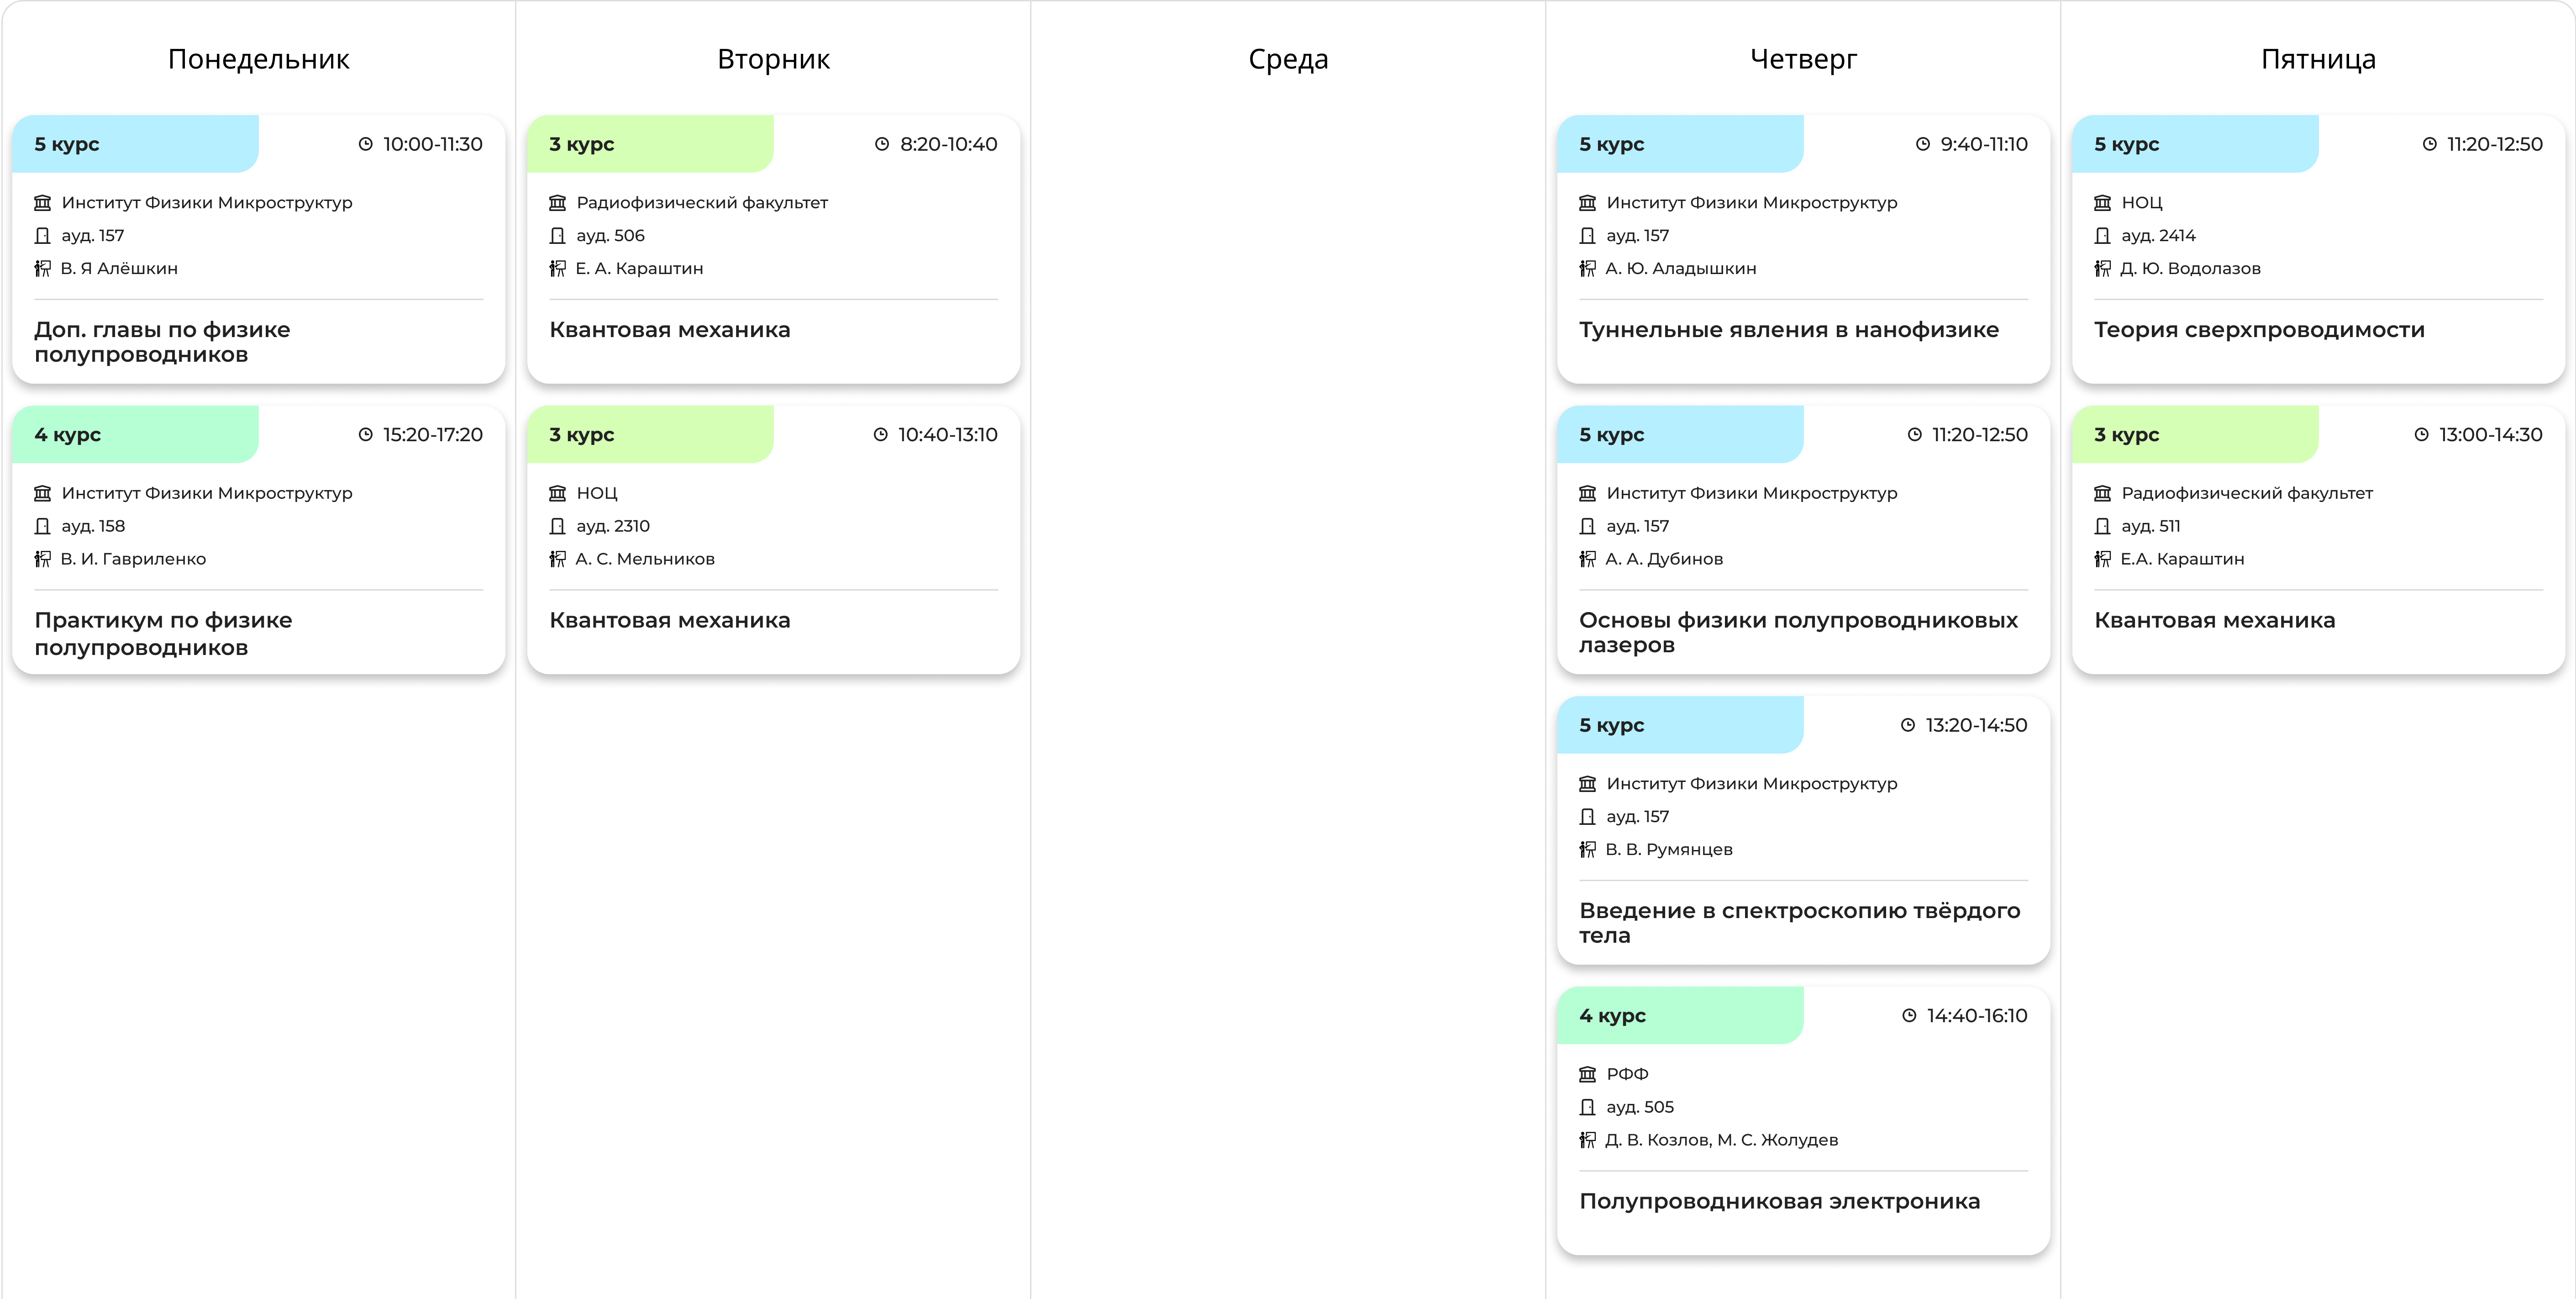 Понедельник
5 курс
10:00-11:30
Институт Физики Микроструктур
ауд. 157
В. Я Алёшкин
Доп. главы по физике
полупроводников
4 курс
15:20-17:20
Институт Физики Микроструктур
ауд. 158
В. И. Гавриленко
Практикум по физике
полупроводников
Вторник
3 курс
8:20-10:40
Радиофизический факультет
ауд. 506
Е. А. Караштин
Квантовая механика
3 курс
10:40-13:10
НОЦ
ауд. 2310
А. С. Мельников
Квантовая механика
Среда
Четверг
5 курс
9:40-11:10
Институт Физики Микроструктур
ауд. 157
А. Ю. Аладышкин
Туннельные явления в нанофизике
5 курс
11:20-12:50
Институт Физики Микроструктур
ауд. 157
А. А. Дубинов
Основы физики полупроводниковых
лазеров
5 курс
13:20-14:50
Институт Физики Микроструктур
ауд. 157
В. В. Румянцев
Введение в спектроскопию твёрдого
тела
4 курс
14:40-16:10
РФФ
ауд. 505
Д. В. Козлов, М. С. Жолудев
Полупроводниковая электроника
Пятница
5 курс
11:20-12:50
НОЦ
ауд. 2414
Д. Ю. Водолазов
Теория сверхпроводимости
3 курс
13:00-14:30
Радиофизический факультет
ауд. 511
Е.А. Караштин
Квантовая механика